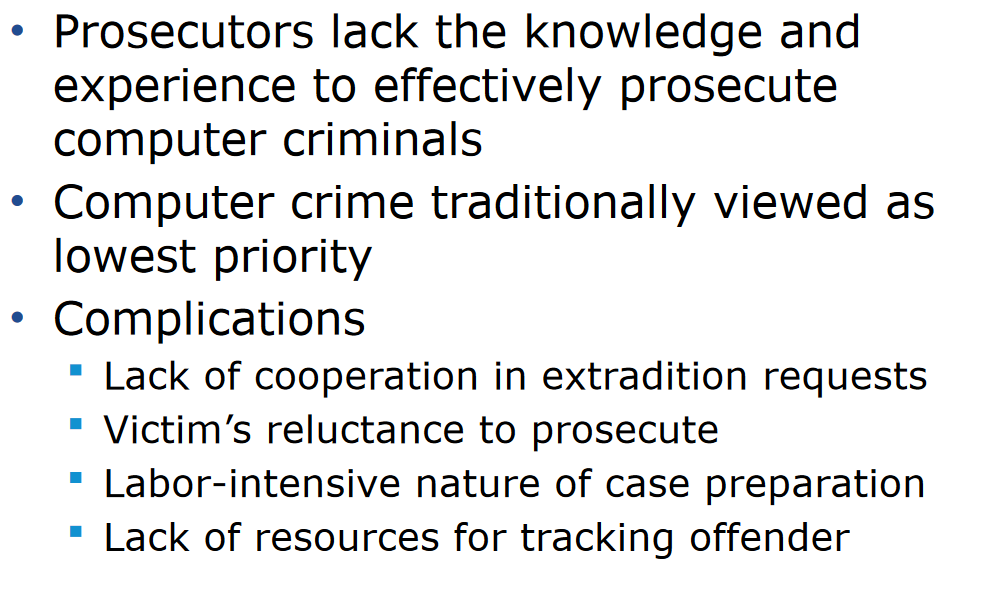 • Prosecutors lack the knowledge and
experience to effectively prosecute
computer criminals
• Computer crime traditionally viewed as
lowest priority
• Complications
▪ Lack of cooperation in extradition requests
▪ Victim’s reluctance to prosecute
▪ Labor-intensive nature of case preparation
▪ Lack of resources for tracking offender